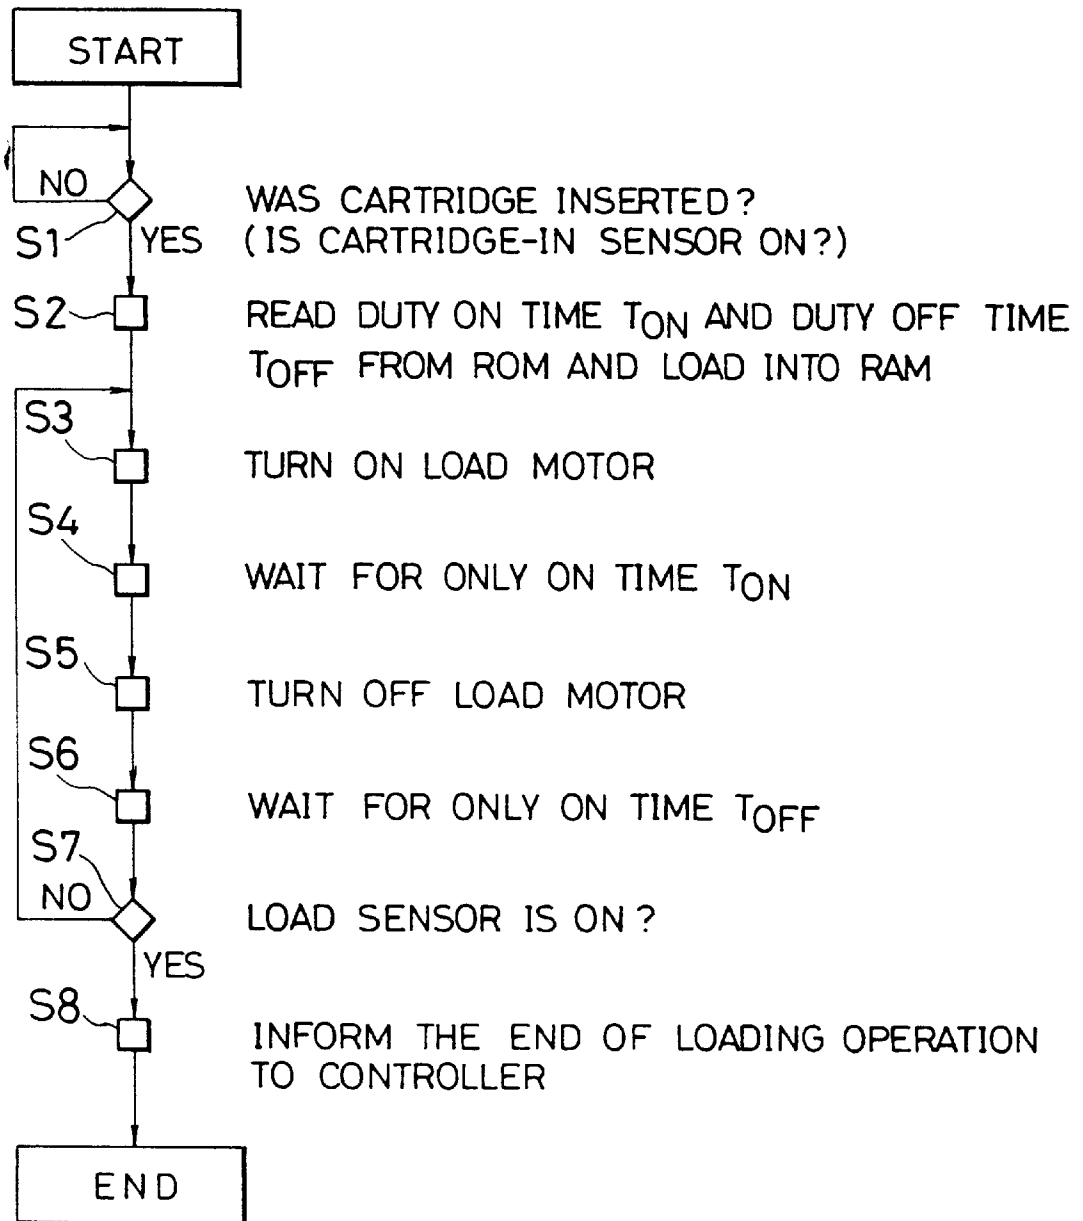 START
NO
S1
YES
WAS CARTRIDGE INSERTED?
(IS CARTRIDGE-IN SENSOR ON?)
S2
READ DUTY ON TIME TON AND DUTY OFF TIME
TOFF FROM ROM AND LOAD INTO RAM
S3
TURN ON LOAD MOTOR
S4
WAIT FOR ONLY ON TIME TON
S5
TURN OFF LOAD MOTOR
S6
WAIT FOR ONLY ON TIME TOFF
S7
NO
LOAD SENSOR IS ON?
YES
S8
INFORM THE END OF LOADING OPERATION
TO CONTROLLER
END